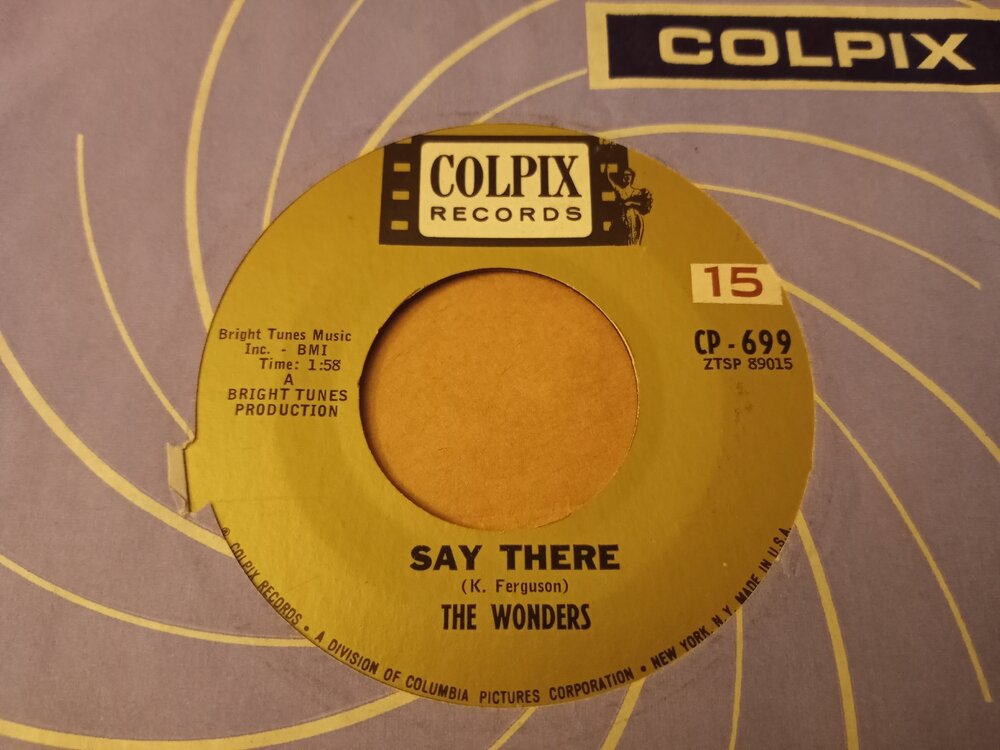 COLPIX
COLPIX
RECORDS
15
CP - 699
ZTSP 89015
Bright Tunes Music
Inc. - BMI
Time: 1:58
A
BRIGHT TUNES
PRODUCTION
SAY THERE
(K. Ferguson)
THE WONDERS
® COLPIX RECORDS • A DIVISION OF COLUMBIA PICTURES CORPORATION • NEW YORK, N. Y. MADE IN U.S.A.